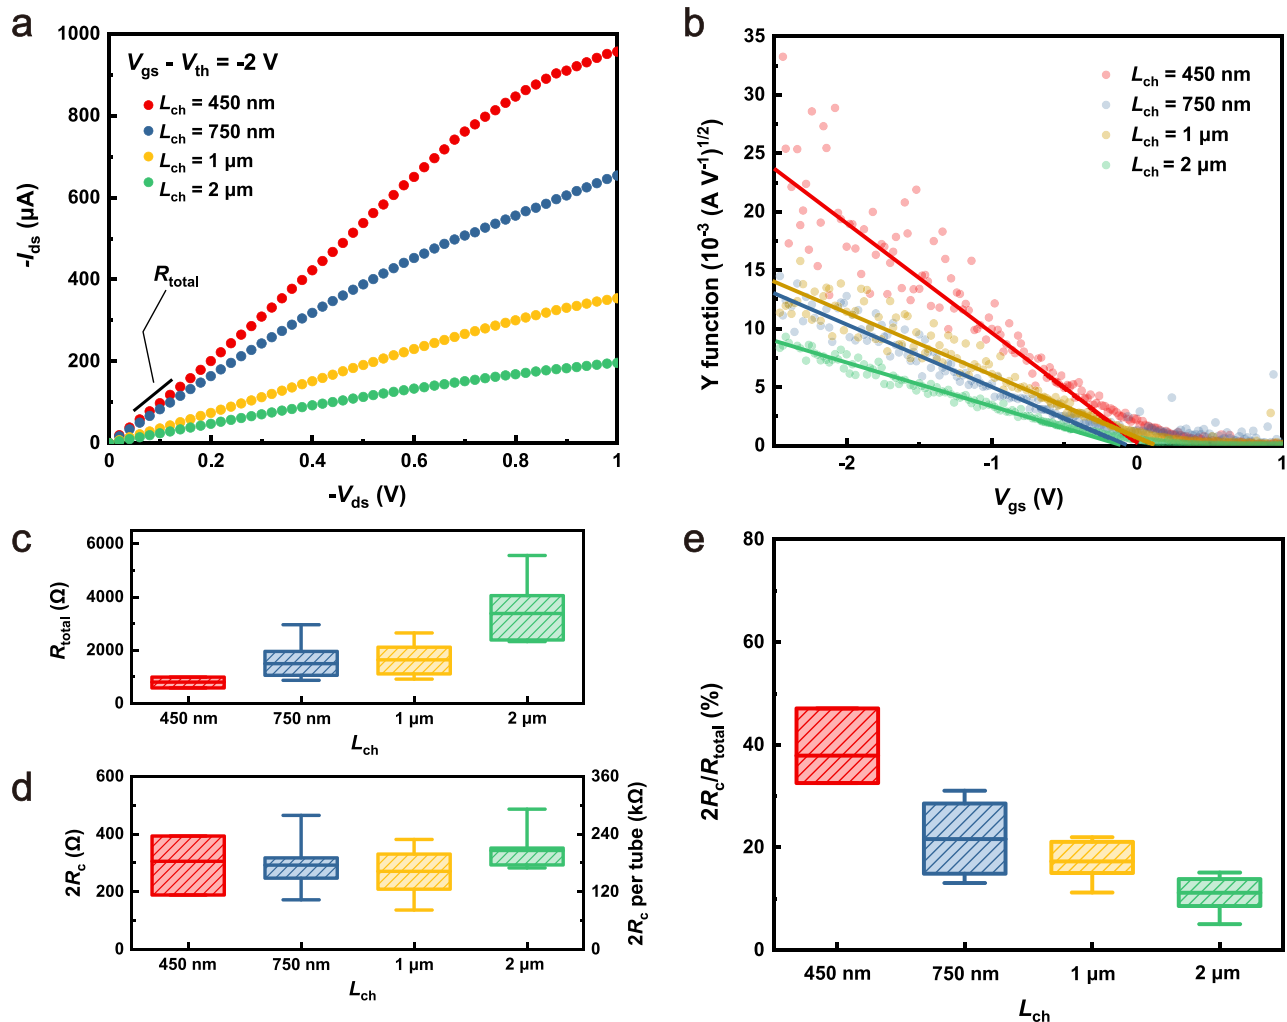 a
1000
800
600
400
200
0
-Ids (µA)
Vgs - Vth = -2 V
Lch = 450 nm
Lch = 750 nm
Lch = 1 µm
Lch = 2 µm
Rtotal
0 0.2 0.4 0.6 0.8 1
-Vds (V)
b
35
30
25
20
15
10
5
0
Y function (10⁻³ (A V⁻¹)¹ᐟ²)
Lch = 450 nm
Lch = 750 nm
Lch = 1 µm
Lch = 2 µm
-2 -1 0 1
Vgs (V)
c
6000
4000
2000
0
Rtotal (Ω)
450 nm 750 nm 1 µm 2 µm
Lch
d
600
400
200
0
2Rc (Ω)
360
240
120
0
2Rc per tube (kΩ)
450 nm 750 nm 1 µm 2 µm
Lch
e
80
60
40
20
0
2Rc/Rtotal (%)
450 nm 750 nm 1 µm 2 µm
Lch